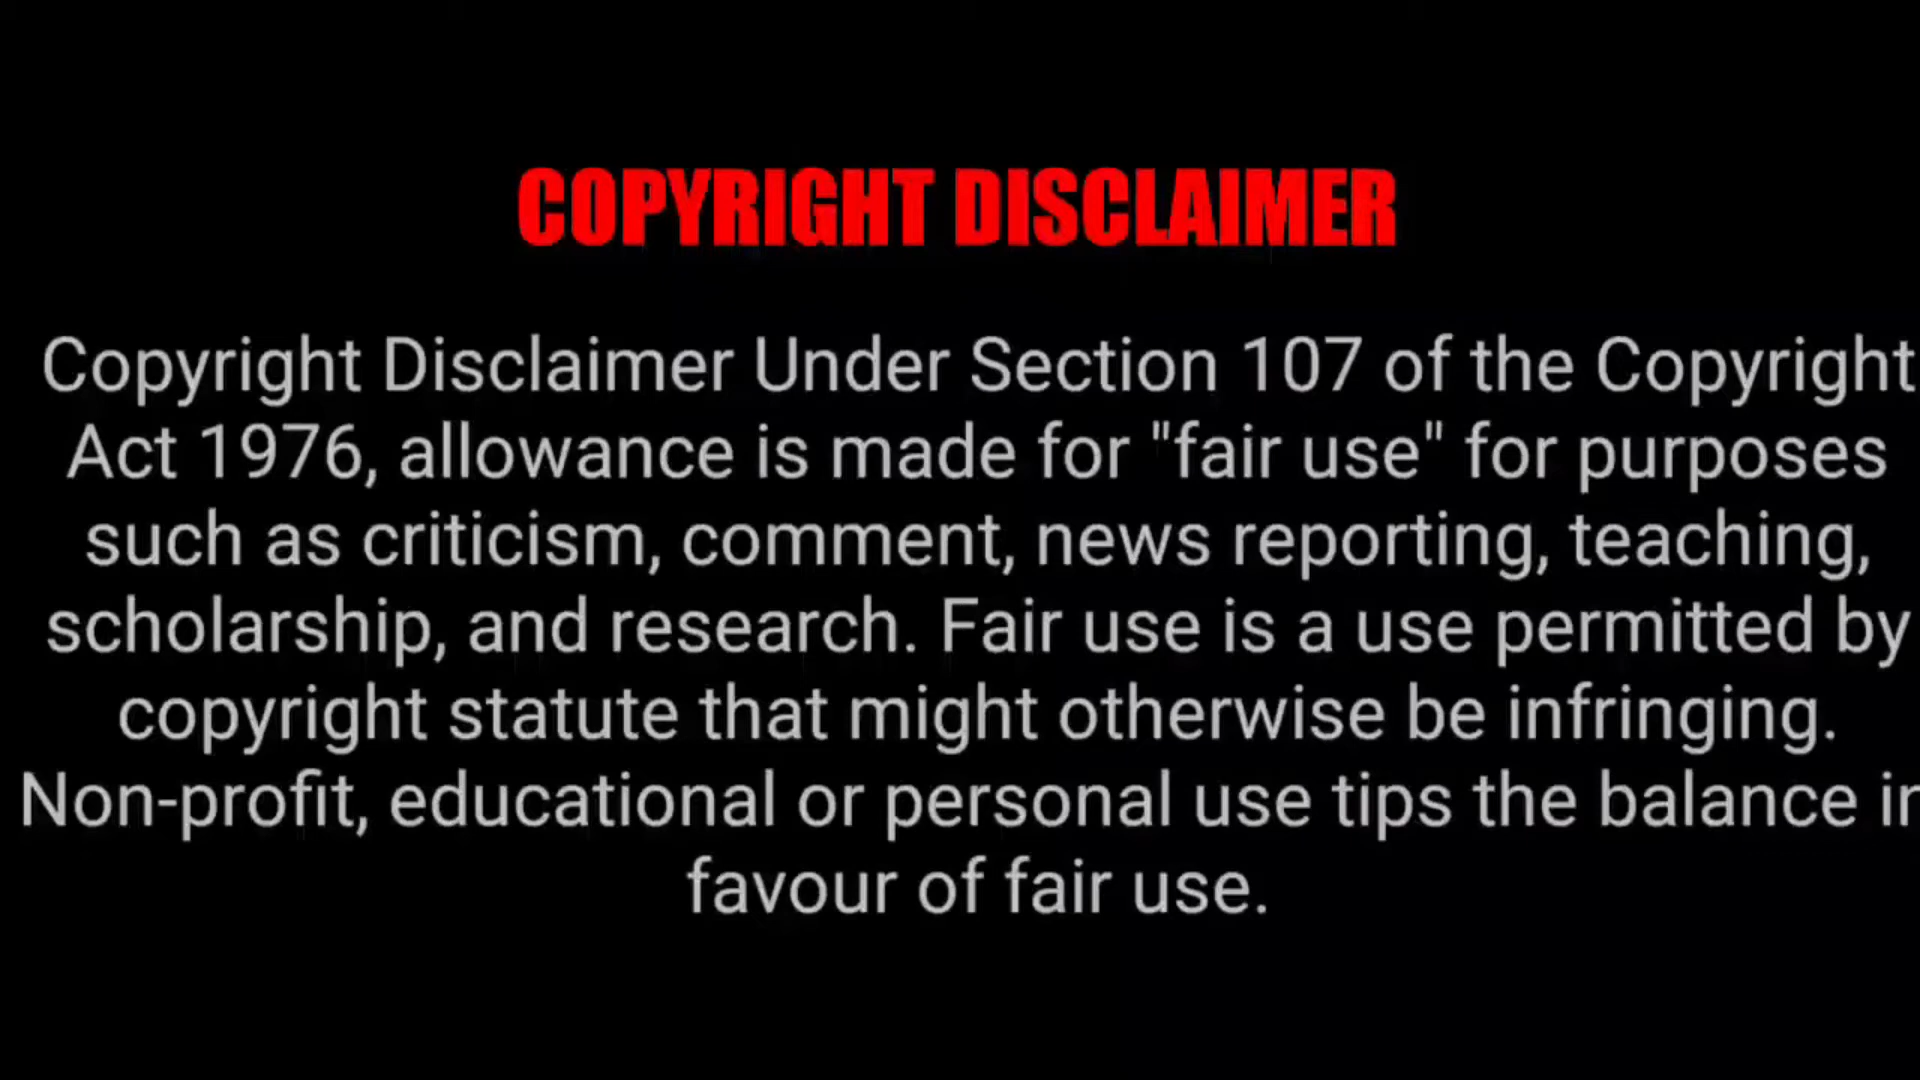 COPYRIGHT DISCLAIMER
Copyright Disclaimer Under Section 107 of the Copyright
Act 1976, allowance is made for "fair use" for purposes
such as criticism, comment, news reporting, teaching,
scholarship, and research. Fair use is a use permitted by
copyright statute that might otherwise be infringing.
Non-profit, educational or personal use tips the balance in
favour of fair use.